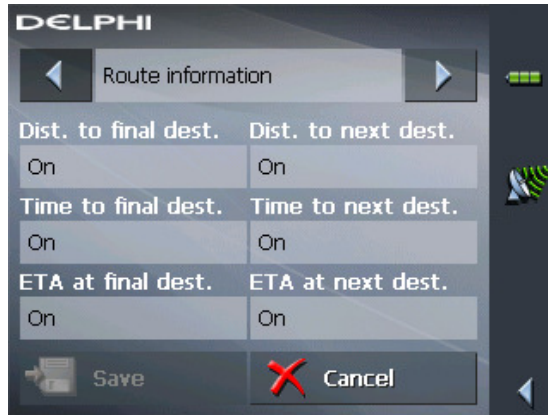 DELPHI
Route information
Dist. to final dest. Dist. to next dest.
On On
Time to final dest. Time to next dest.
On On
ETA at final dest. ETA at next dest.
On On
Save Cancel